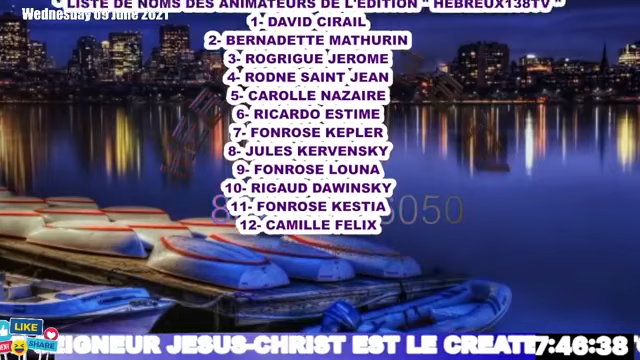 " LISTE DE NOMS DES ANIMATEURS DE L'EDITION " HEBREUX138TV "
Wednesday 09 June 2021
1- DAVID CIRAIL
2- BERNADETTE MATHURIN
3- ROGRIGUE JEROME
4- RODNE SAINT JEAN
5- CAROLLE NAZAIRE
6- RICARDO ESTIME
7- FONROSE KEPLER
8- JULES KERVENSKY
9- FONROSE LOUNA
10- RIGAUD DAWINSKY
11- FONROSE KESTIA
5050
12- CAMILLE FELIX
LIKE
SHARE
EIGNEUR JESUS-CHRIST EST LE CREATE
7:46:38